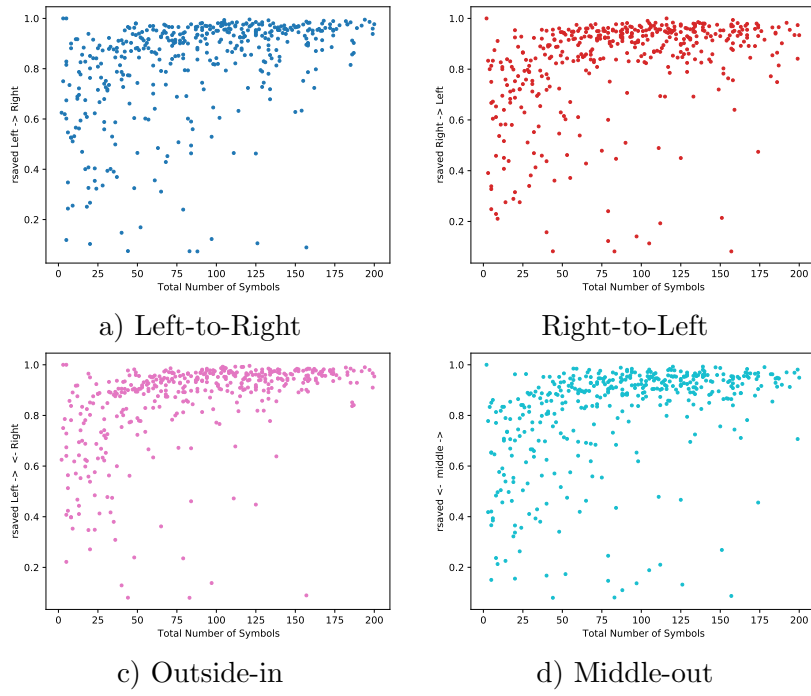 1.0
0.8
0.6
0.4
0.2
rsaved Left -> Right
0 25 50 75 100 125 150 175 200
Total Number of Symbols
a) Left-to-Right
1.0
0.8
0.6
0.4
0.2
rsaved Right -> Left
0 25 50 75 100 125 150 175 200
Total Number of Symbols
Right-to-Left
1.0
0.8
0.6
0.4
0.2
rsaved Left -> <- Right
0 25 50 75 100 125 150 175 200
Total Number of Symbols
c) Outside-in
1.0
0.8
0.6
0.4
0.2
rsaved <- middle ->
0 25 50 75 100 125 150 175 200
Total Number of Symbols
d) Middle-out